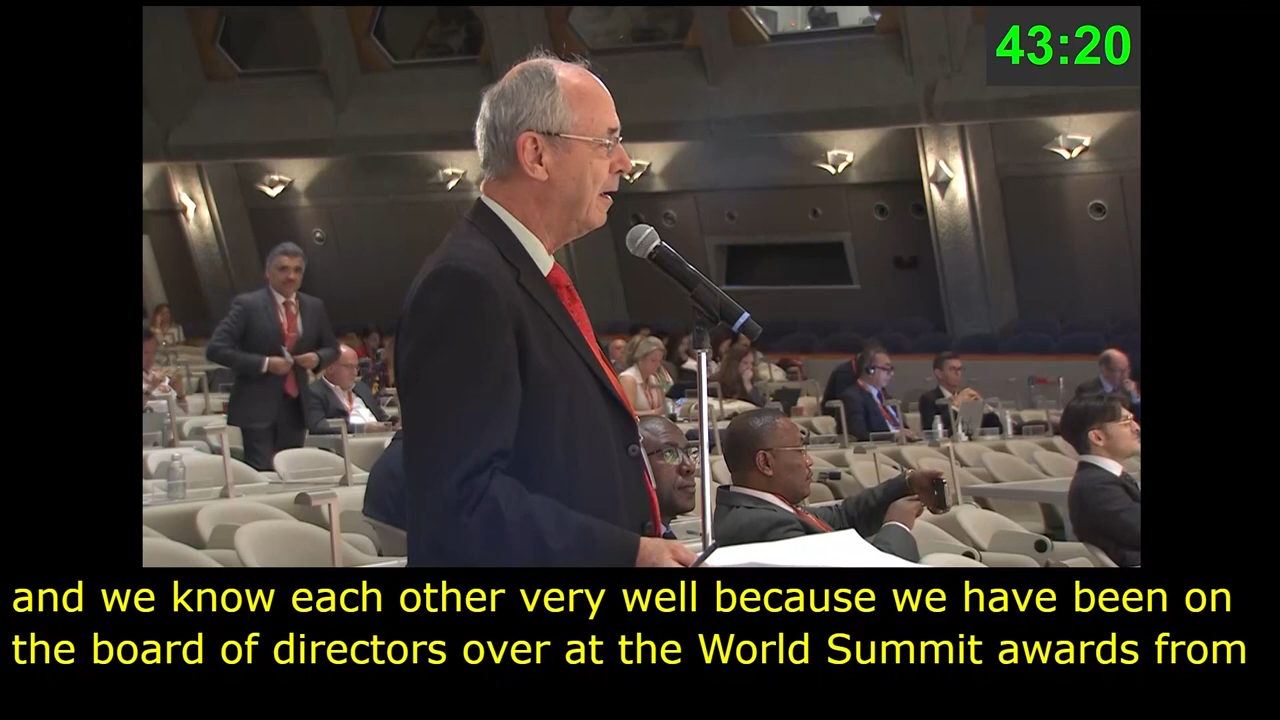 43:20
and we know each other very well because we have been on
the board of directors over at the World Summit awards from